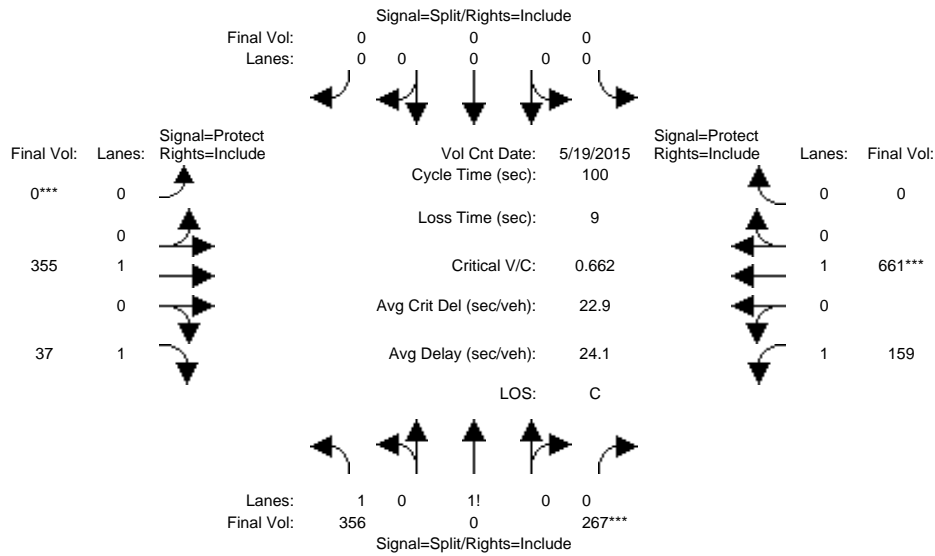 Signal=Split/Rights=Include
Final Vol: 0 0 0
Lanes: 0 0 0 0 0
Signal=Protect Signal=Protect
Final Vol: Lanes: Rights=Include Vol Cnt Date: 5/19/2015 Rights=Include Lanes: Final Vol:
Cycle Time (sec): 100
0*** 0 0 0
Loss Time (sec): 9
0 0
355 1 Critical V/C: 0.662 1 661***
0 Avg Crit Del (sec/veh): 22.9 0
37 1 Avg Delay (sec/veh): 24.1 1 159
LOS: C
Lanes: 1 0 1! 0 0
Final Vol: 356 0 267***
Signal=Split/Rights=Include